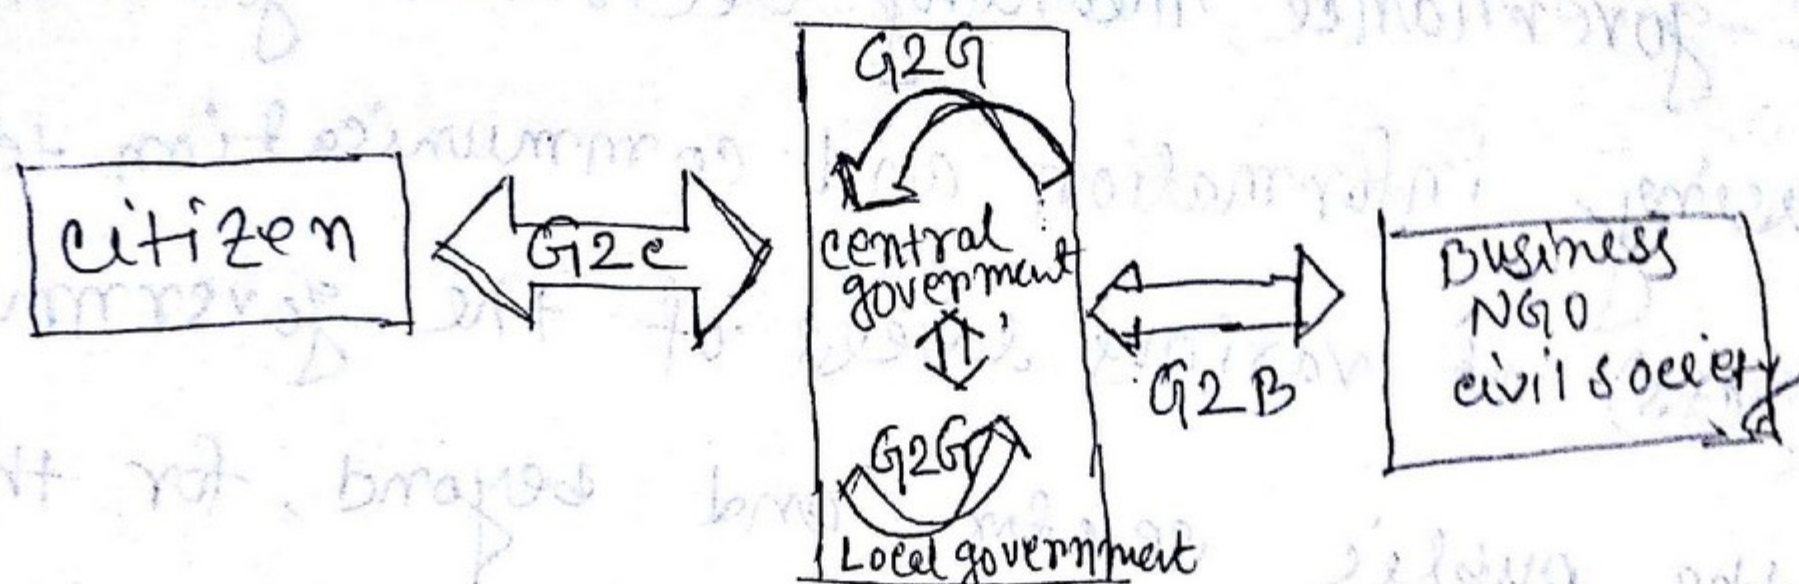 citizen
G2C
G2G
central
government
G2G
Local government
G2B
Business
NGO
civil society